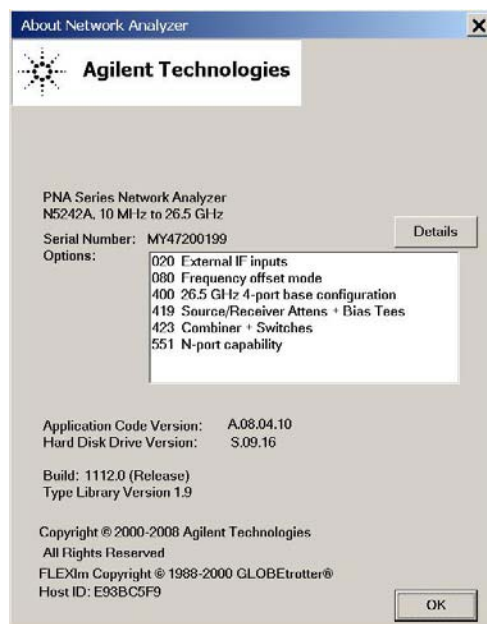 About Network Analyzer
Agilent Technologies
PNA Series Network Analyzer
N5242A, 10 MHz to 26.5 GHz
Serial Number: MY47200199
Details
Options:
020 External IF inputs
080 Frequency offset mode
400 26.5 GHz 4-port base configuration
419 Source/Receiver Attens + Bias Tees
423 Combiner + Switches
551 N-port capability
Application Code Version: A.08.04.10
Hard Disk Drive Version: S.09.16
Build: 1112.0 (Release)
Type Library Version 1.9
Copyright © 2000-2008 Agilent Technologies
All Rights Reserved
FLEXlm Copyright © 1988-2000 GLOBEtrotter®
Host ID: E93BC5F9
OK